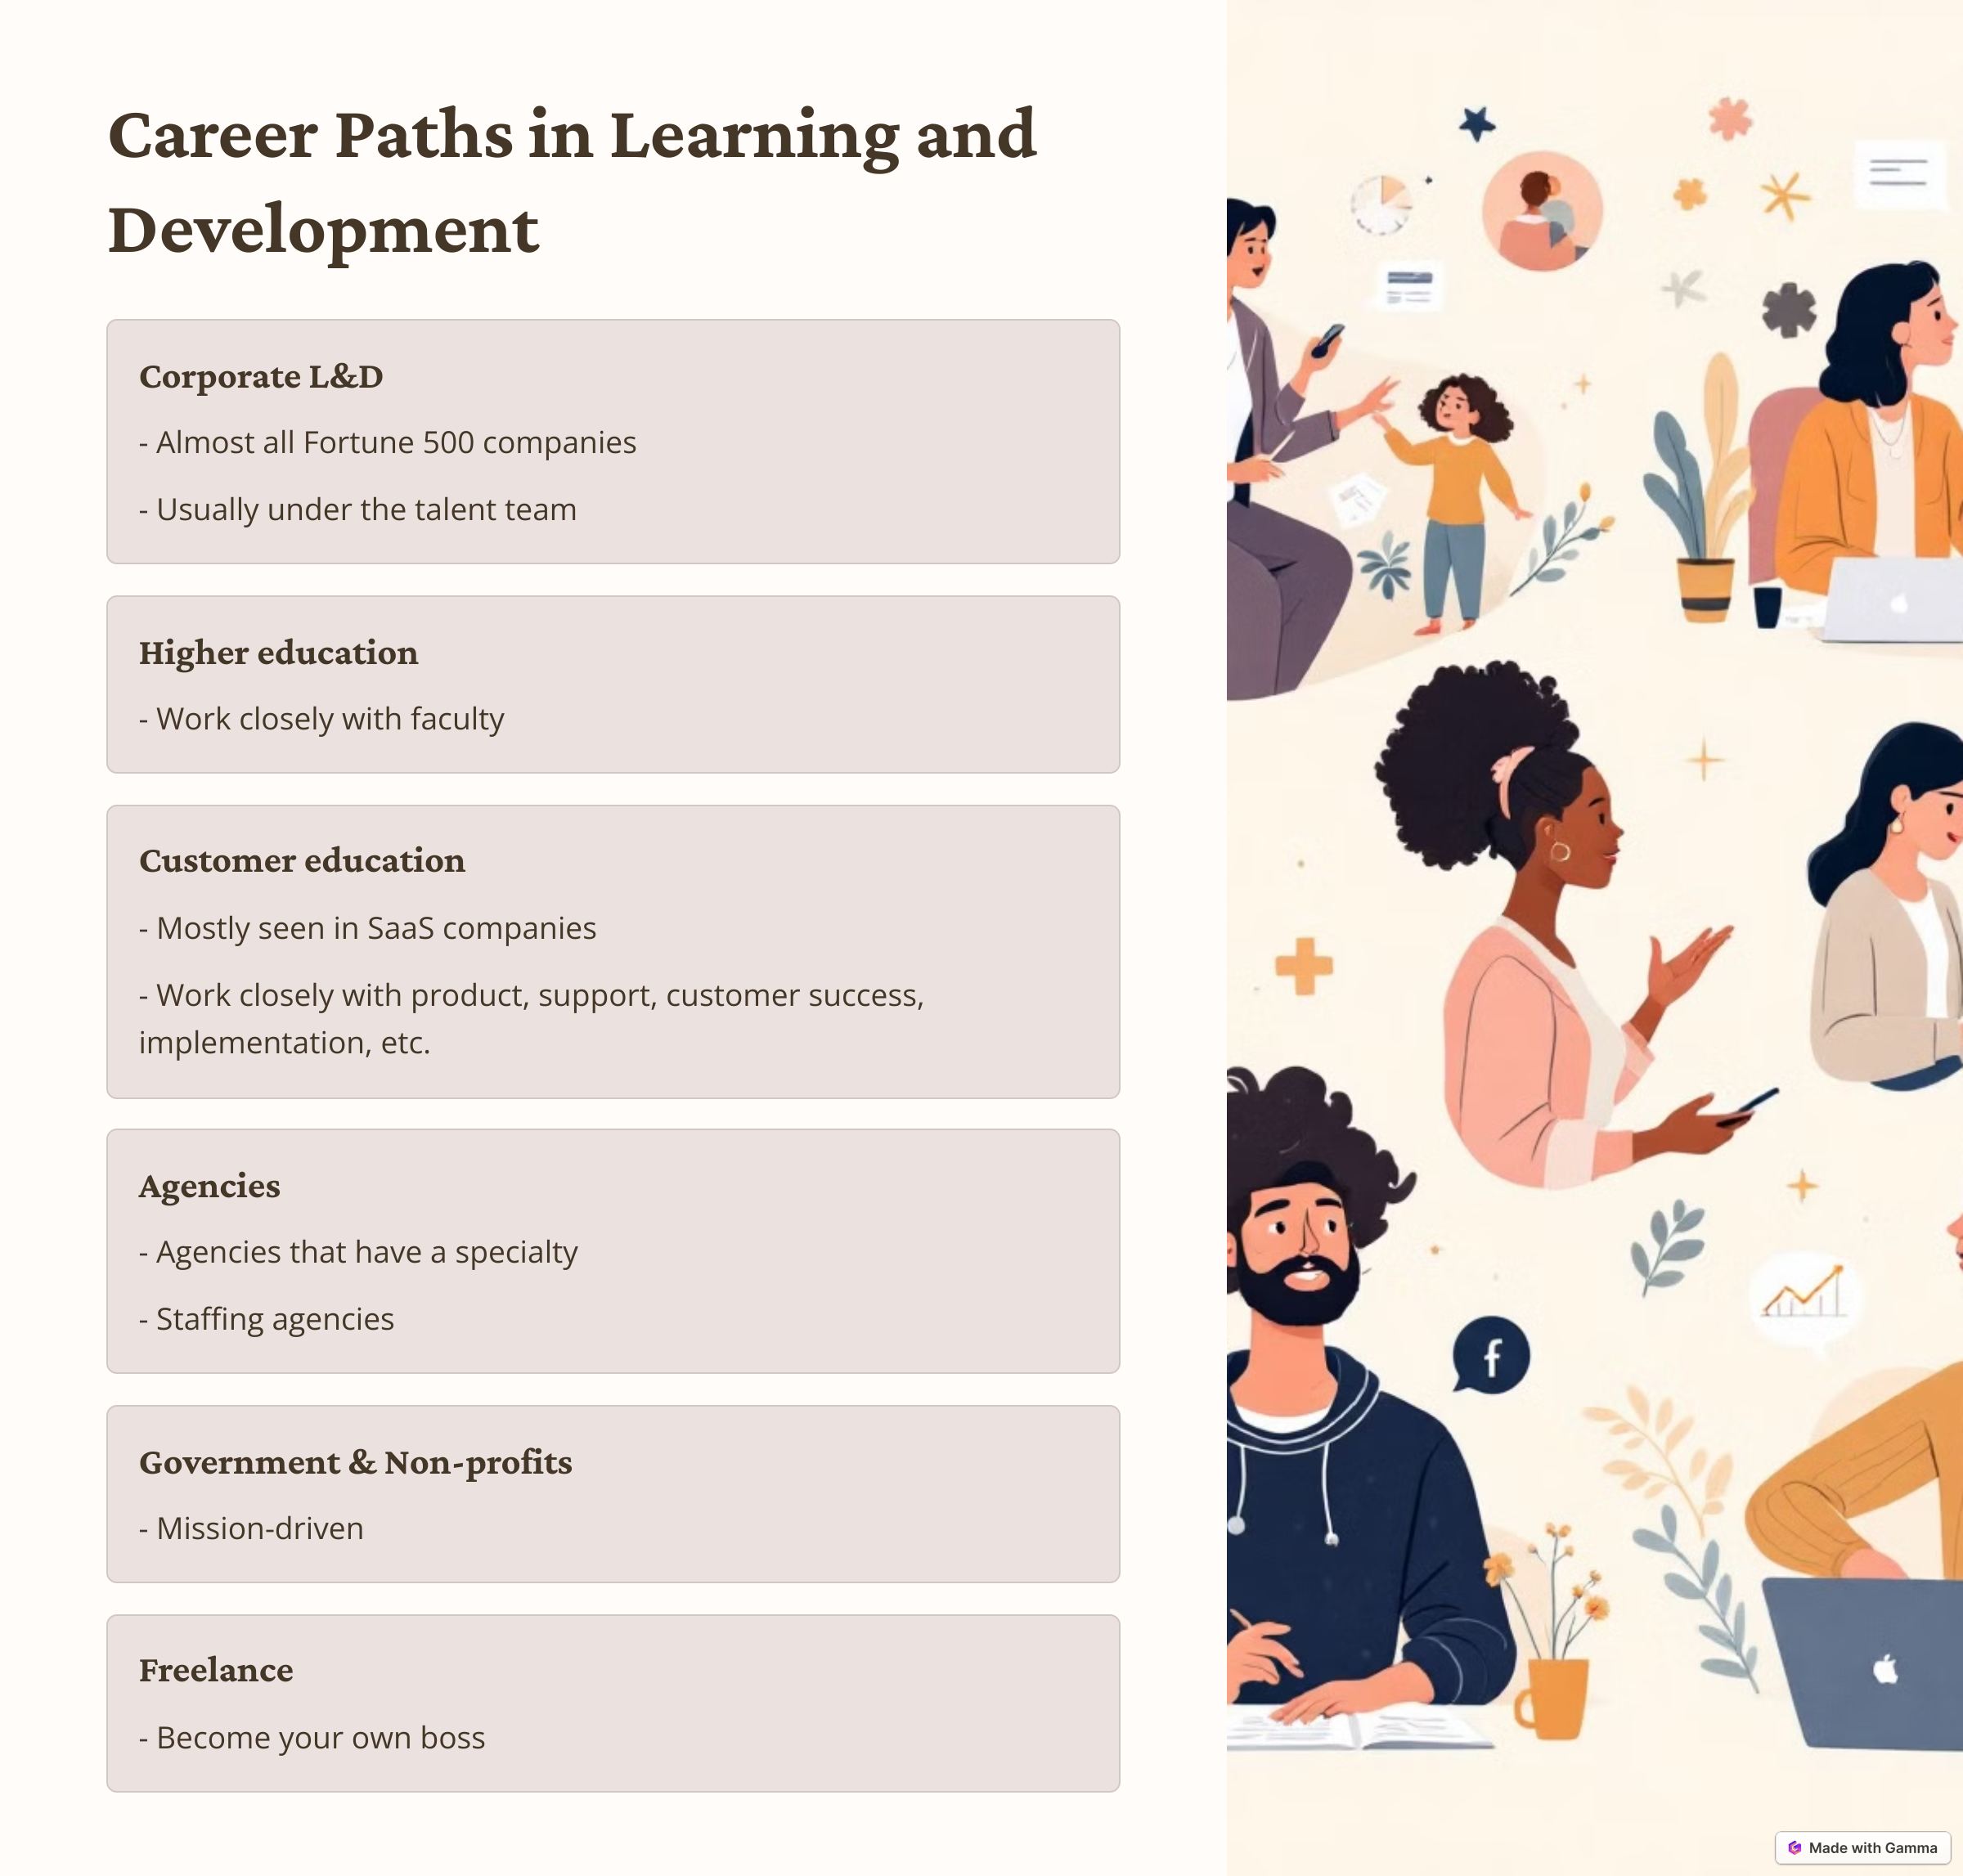 Career Paths in Learning and
Development
Corporate L&D
- Almost all Fortune 500 companies
- Usually under the talent team
Higher education
- Work closely with faculty
Customer education
- Mostly seen in SaaS companies
- Work closely with product, support, customer success,
implementation, etc.
Agencies
- Agencies that have a specialty
- Staffing agencies
Government & Non-profits
- Mission-driven
Freelance
- Become your own boss
f
Made with Gamma